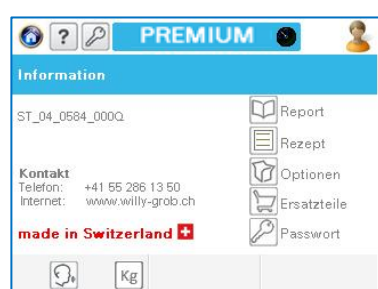 ? PREMIUM
Information
ST_04_0584_000Q
Report
Rezept
Kontakt
Optionen
Telefon: +41 55 286 13 50
Internet: www.willy-grob.ch
Ersatzteile
made in Switzerland
Passwort
Kg